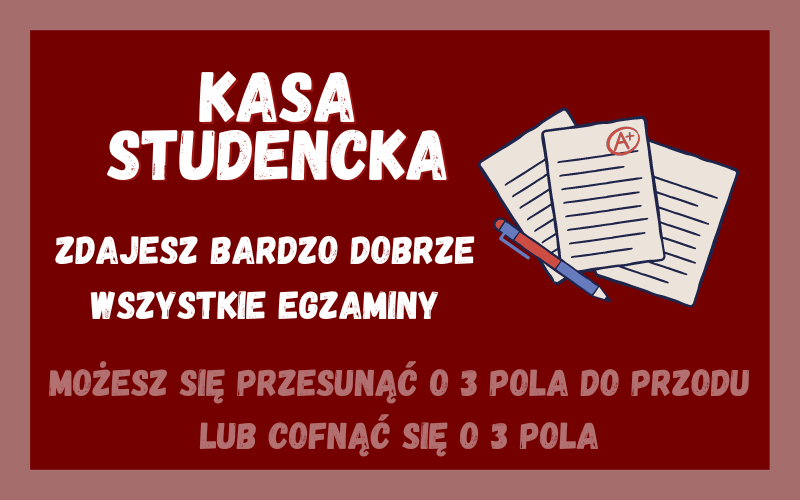 KASA
STUDENCKA
A+
ZDAJESZ BARDZO DOBRZE
WSZYSTKIE EGZAMINY
MOŻESZ SIĘ PRZESUNĄĆ O 3 POLA DO PRZODU
LUB COFNĄĆ SIĘ O 3 POLA